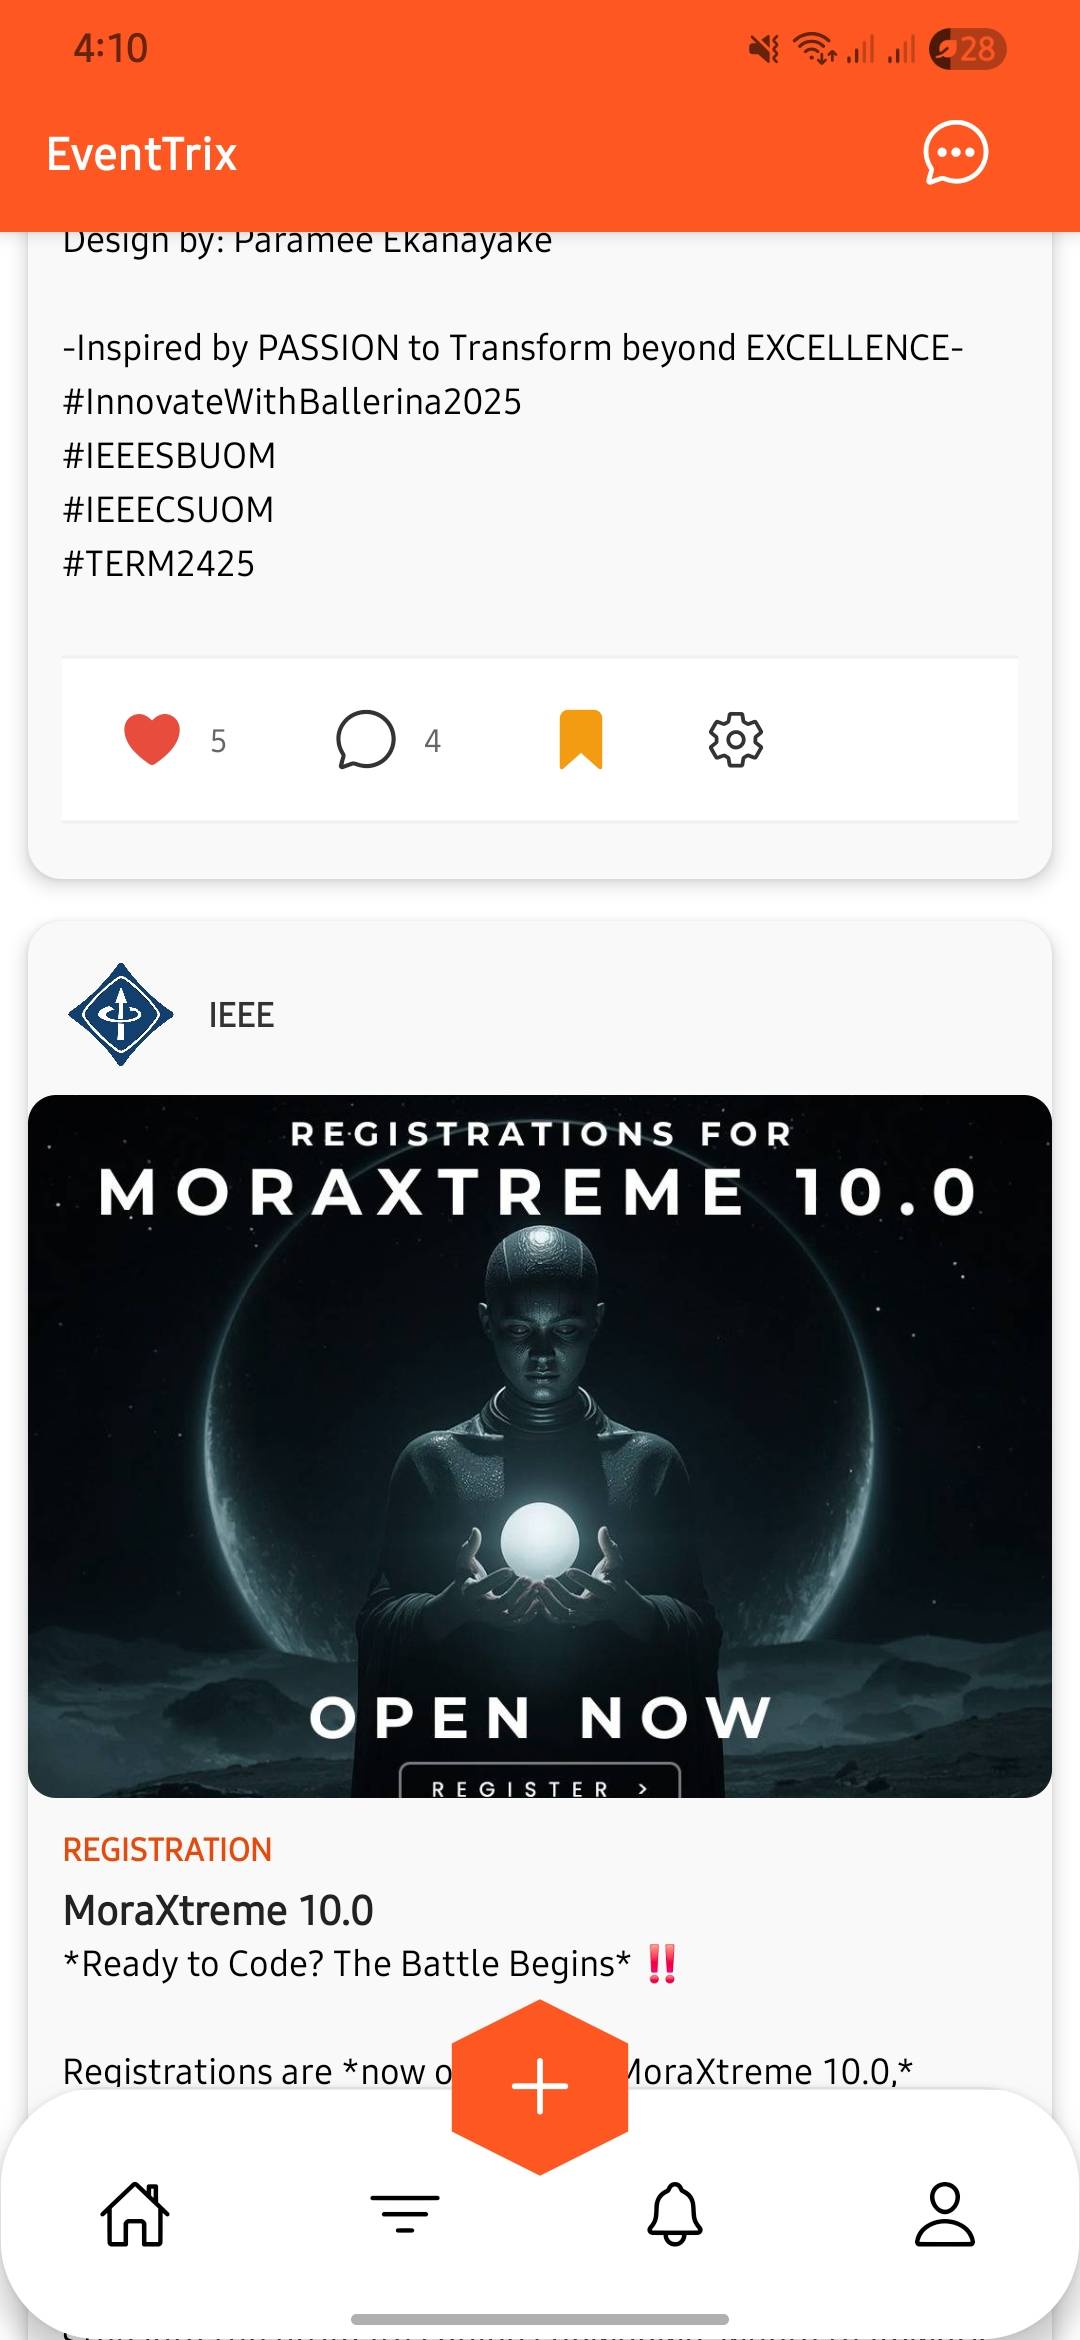 4:10
28
EventTrix
Design by: Paramee Ekanayake
-Inspired by PASSION to Transform beyond EXCELLENCE-
#InnovateWithBallerina2025
#IEEESBUOM
#IEEECSUOM
#TERM2425
5 4
IEEE
REGISTRATIONS FOR
MORAXTREME 10.0
OPEN NOW
REGISTER >
REGISTRATION
MoraXtreme 10.0
*Ready to Code? The Battle Begins* ‼️
Registrations are *now o MoraXtreme 10.0,*